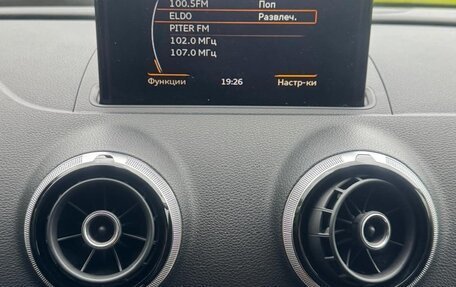 100.5FM Поп
ELDO Развлеч.
PITER FM
102.0 МГц
107.0 МГц
Функции 19:26 Настр-ки